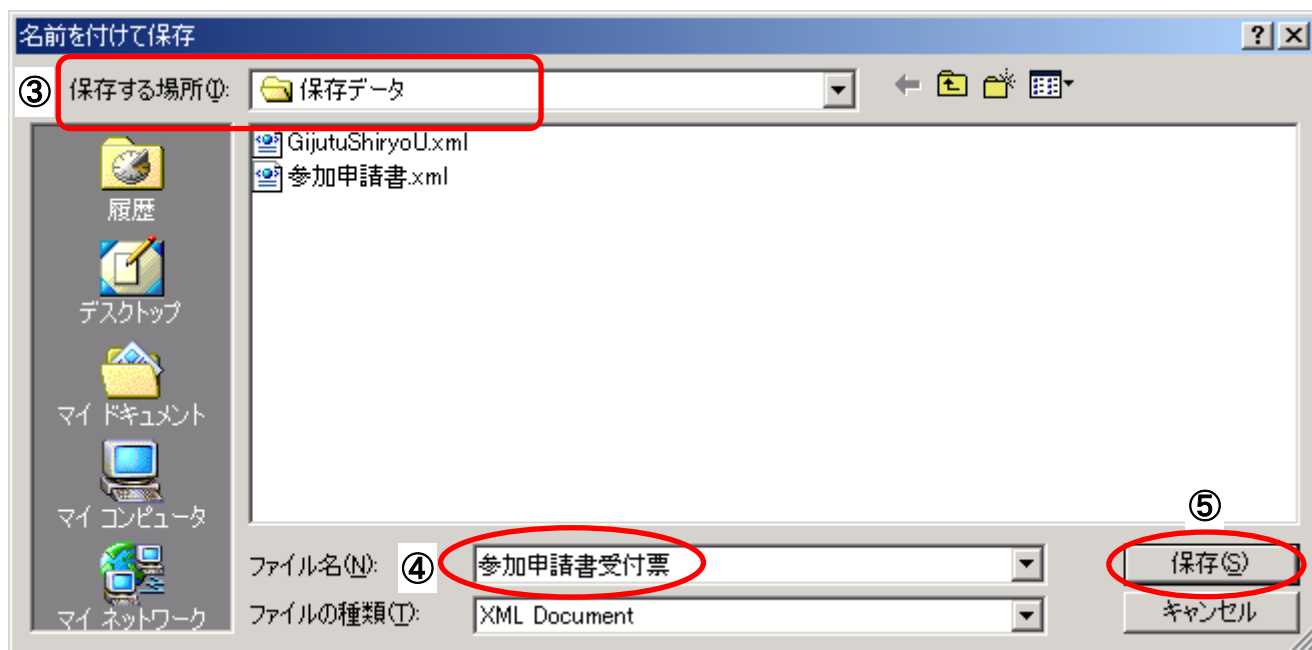 名前を付けて保存
③ 保存する場所(I): 保存データ
GijutuShiryoU.xml
参加申請書.xml
履歴
デスクトップ
マイ ドキュメント
マイ コンピュータ
マイ ネットワーク
⑤
ファイル名(N): ④ 参加申請書受付票 保存(S)
ファイルの種類(T): XML Document キャンセル